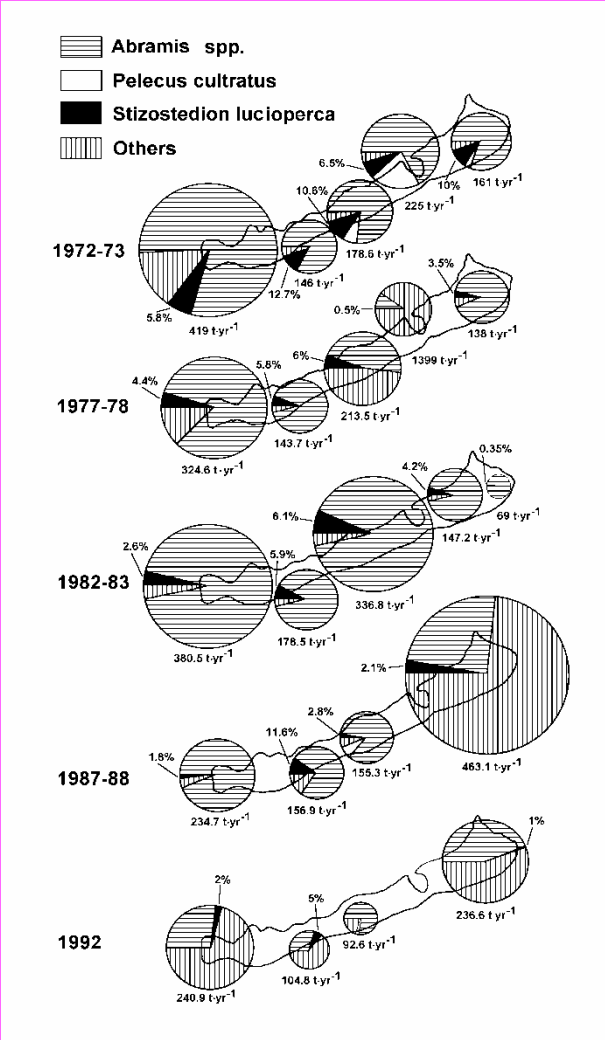 Abramis spp.
Pelecus cultratus
Stizostedion lucioperca
Others
1972-73
5.8%
419 t·yr-1
12.7%
146 t·yr-1
10.6%
178.6 t·yr-1
6.5%
225 t·yr-1
10%
161 t·yr-1
1977-78
4.4%
324.6 t·yr-1
5.8%
143.7 t·yr-1
6%
213.5 t·yr-1
0.5%
1399 t·yr-1
3.5%
138 t·yr-1
1982-83
2.6%
380.5 t·yr-1
5.9%
178.5 t·yr-1
6.1%
336.8 t·yr-1
4.2%
147.2 t·yr-1
0.35%
69 t·yr-1
1987-88
1.8%
234.7 t·yr-1
11.6%
156.9 t·yr-1
2.8%
155.3 t·yr-1
2.1%
463.1 t·yr-1
1992
2%
240.9 t·yr-1
5%
104.8 t·yr-1
92.6 t·yr-1
1%
236.6 t·yr-1